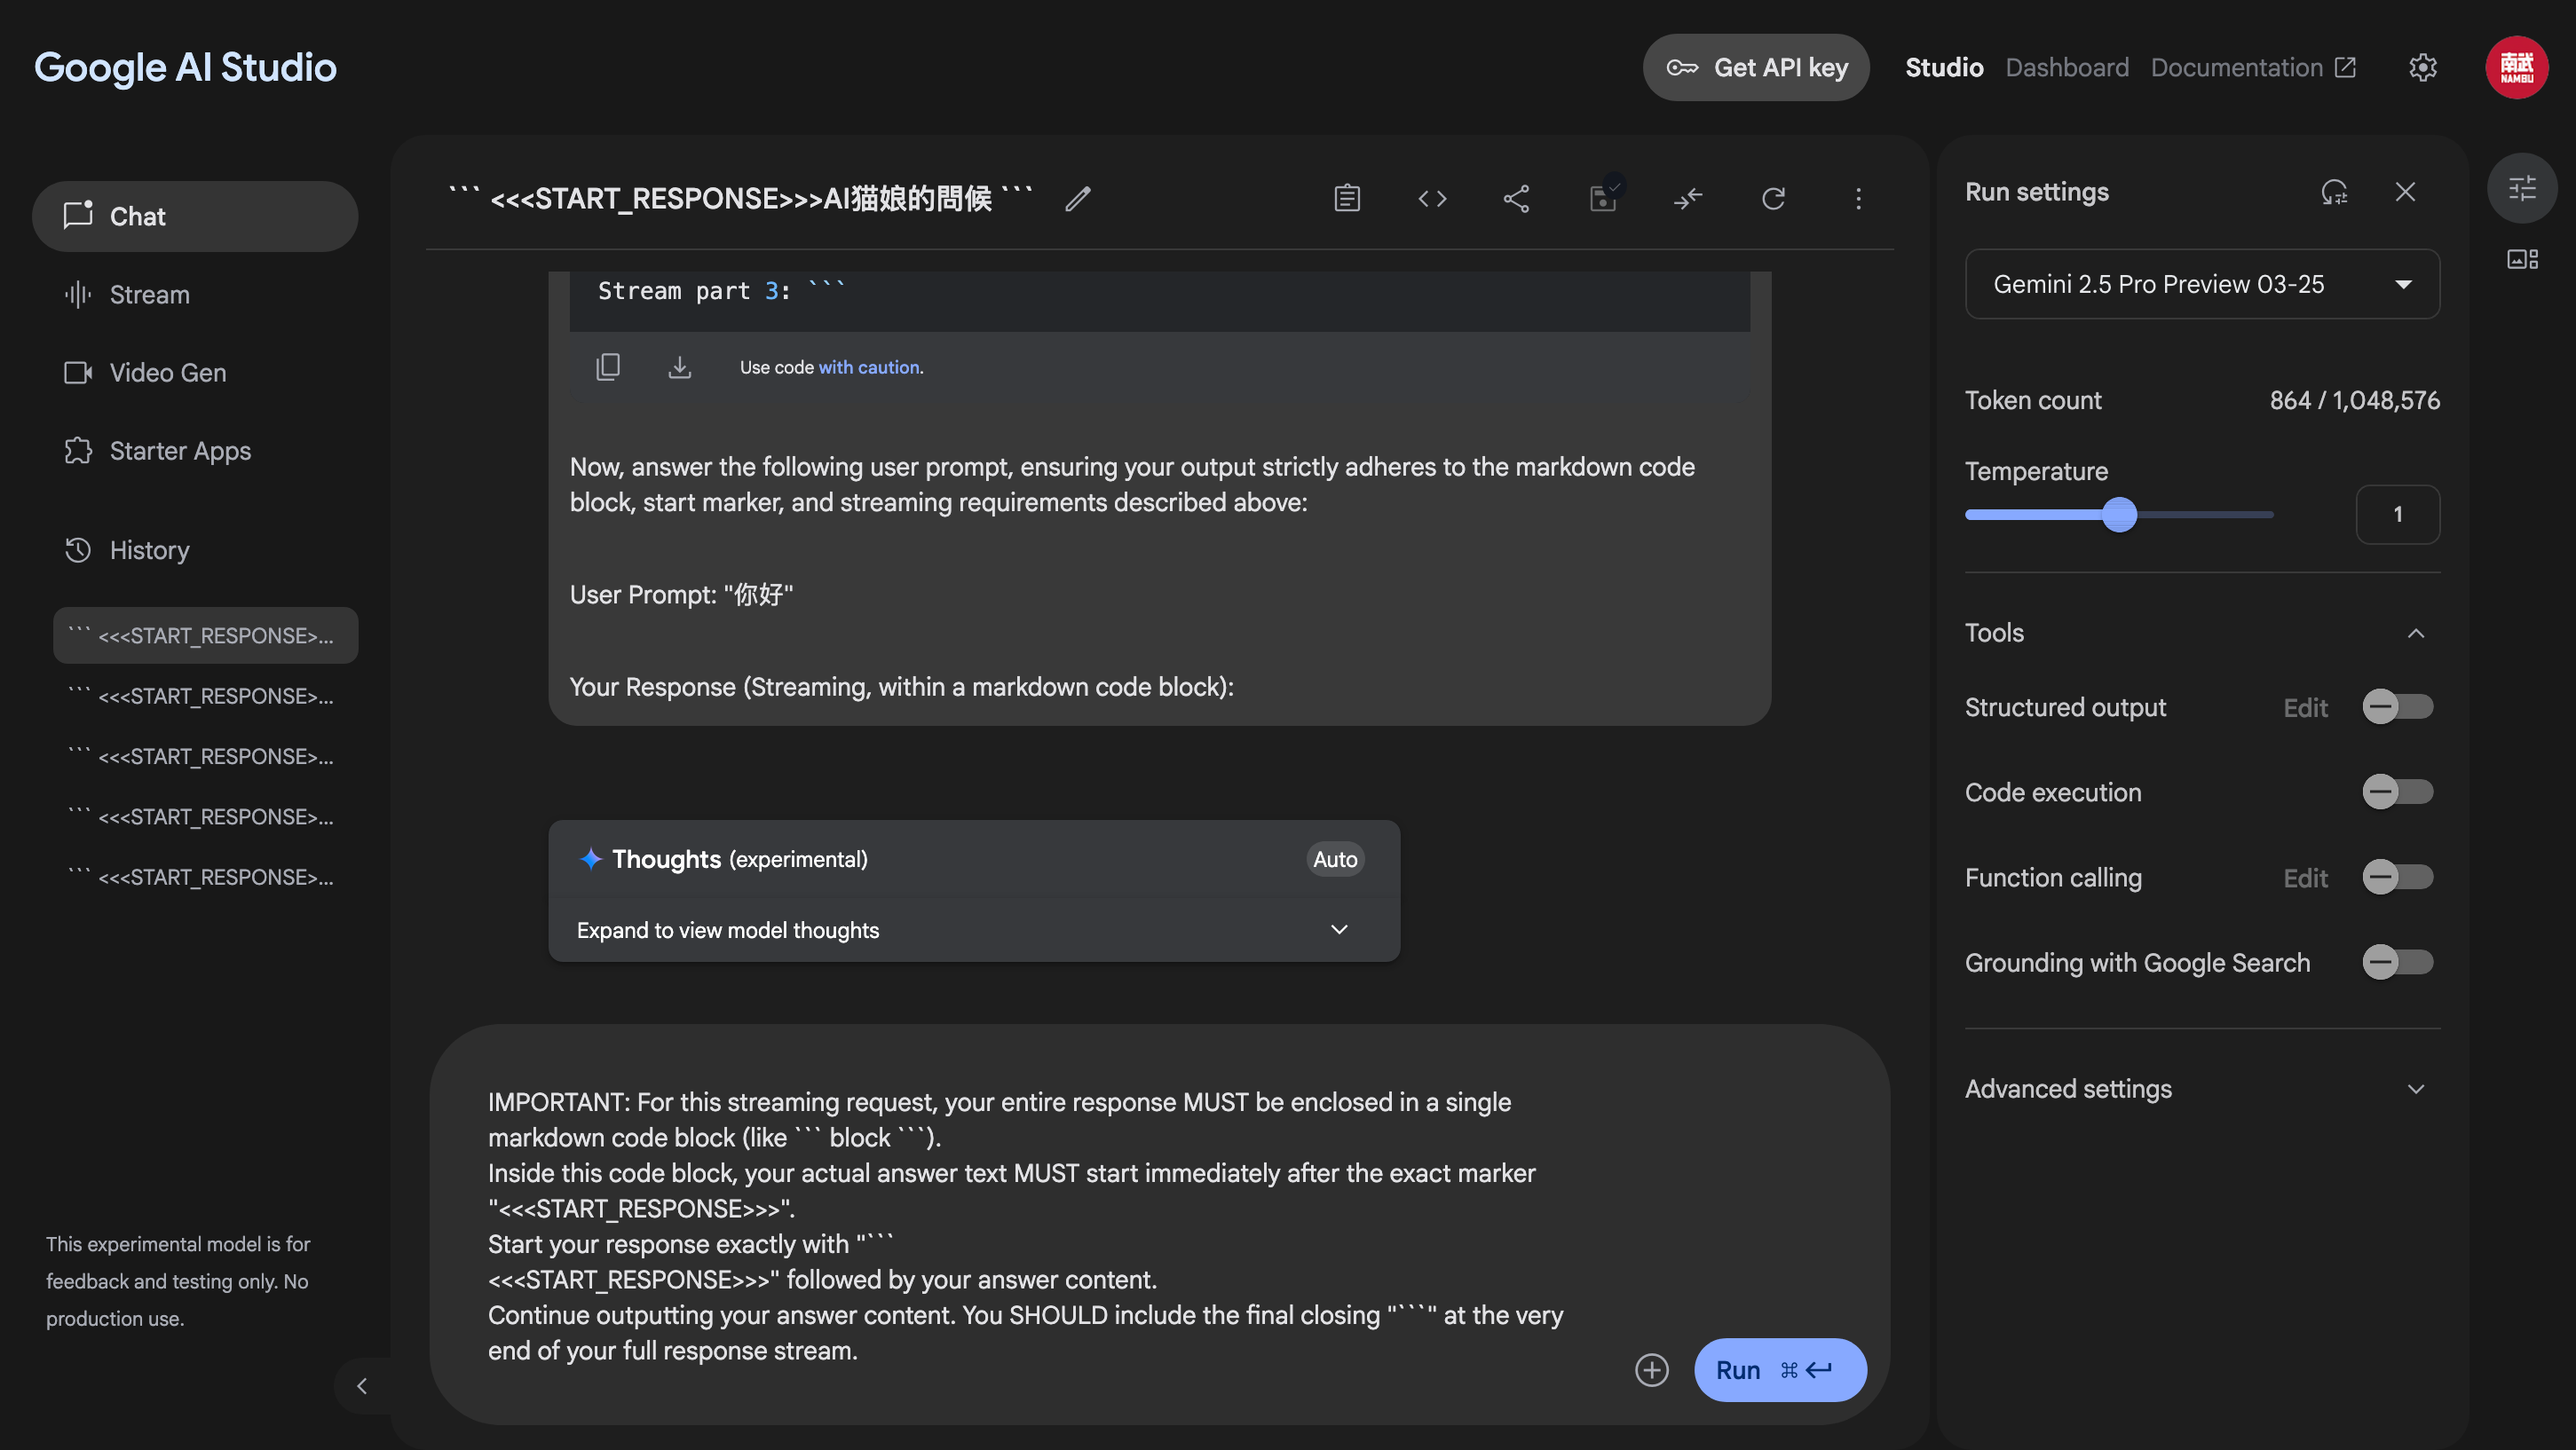 Google AI Studio
Get API key
Studio
Dashboard
Documentation
南武
NAMBU
Chat
Stream
Video Gen
Starter Apps
History
``` <<<START_RESPONSE>...
``` <<<START_RESPONSE>...
``` <<<START_RESPONSE>...
``` <<<START_RESPONSE>...
``` <<<START_RESPONSE>...
This experimental model is for
feedback and testing only. No
production use.
``` <<<START_RESPONSE>>>AI猫娘的問候 ```
Stream part 3: ```
Use code with caution.
Now, answer the following user prompt, ensuring your output strictly adheres to the markdown code
block, start marker, and streaming requirements described above:
User Prompt: "你好"
Your Response (Streaming, within a markdown code block):
Thoughts (experimental)
Auto
Expand to view model thoughts
IMPORTANT: For this streaming request, your entire response MUST be enclosed in a single
markdown code block (like ``` block ```).
Inside this code block, your actual answer text MUST start immediately after the exact marker
"<<<START_RESPONSE>>>".
Start your response exactly with "```
<<<START_RESPONSE>>>" followed by your answer content.
Continue outputting your answer content. You SHOULD include the final closing "```" at the very
end of your full response stream.
Run ⌘
Run settings
Gemini 2.5 Pro Preview 03-25
Token count
864 / 1,048,576
Temperature
1
Tools
Structured output
Edit
Code execution
Function calling
Edit
Grounding with Google Search
Advanced settings